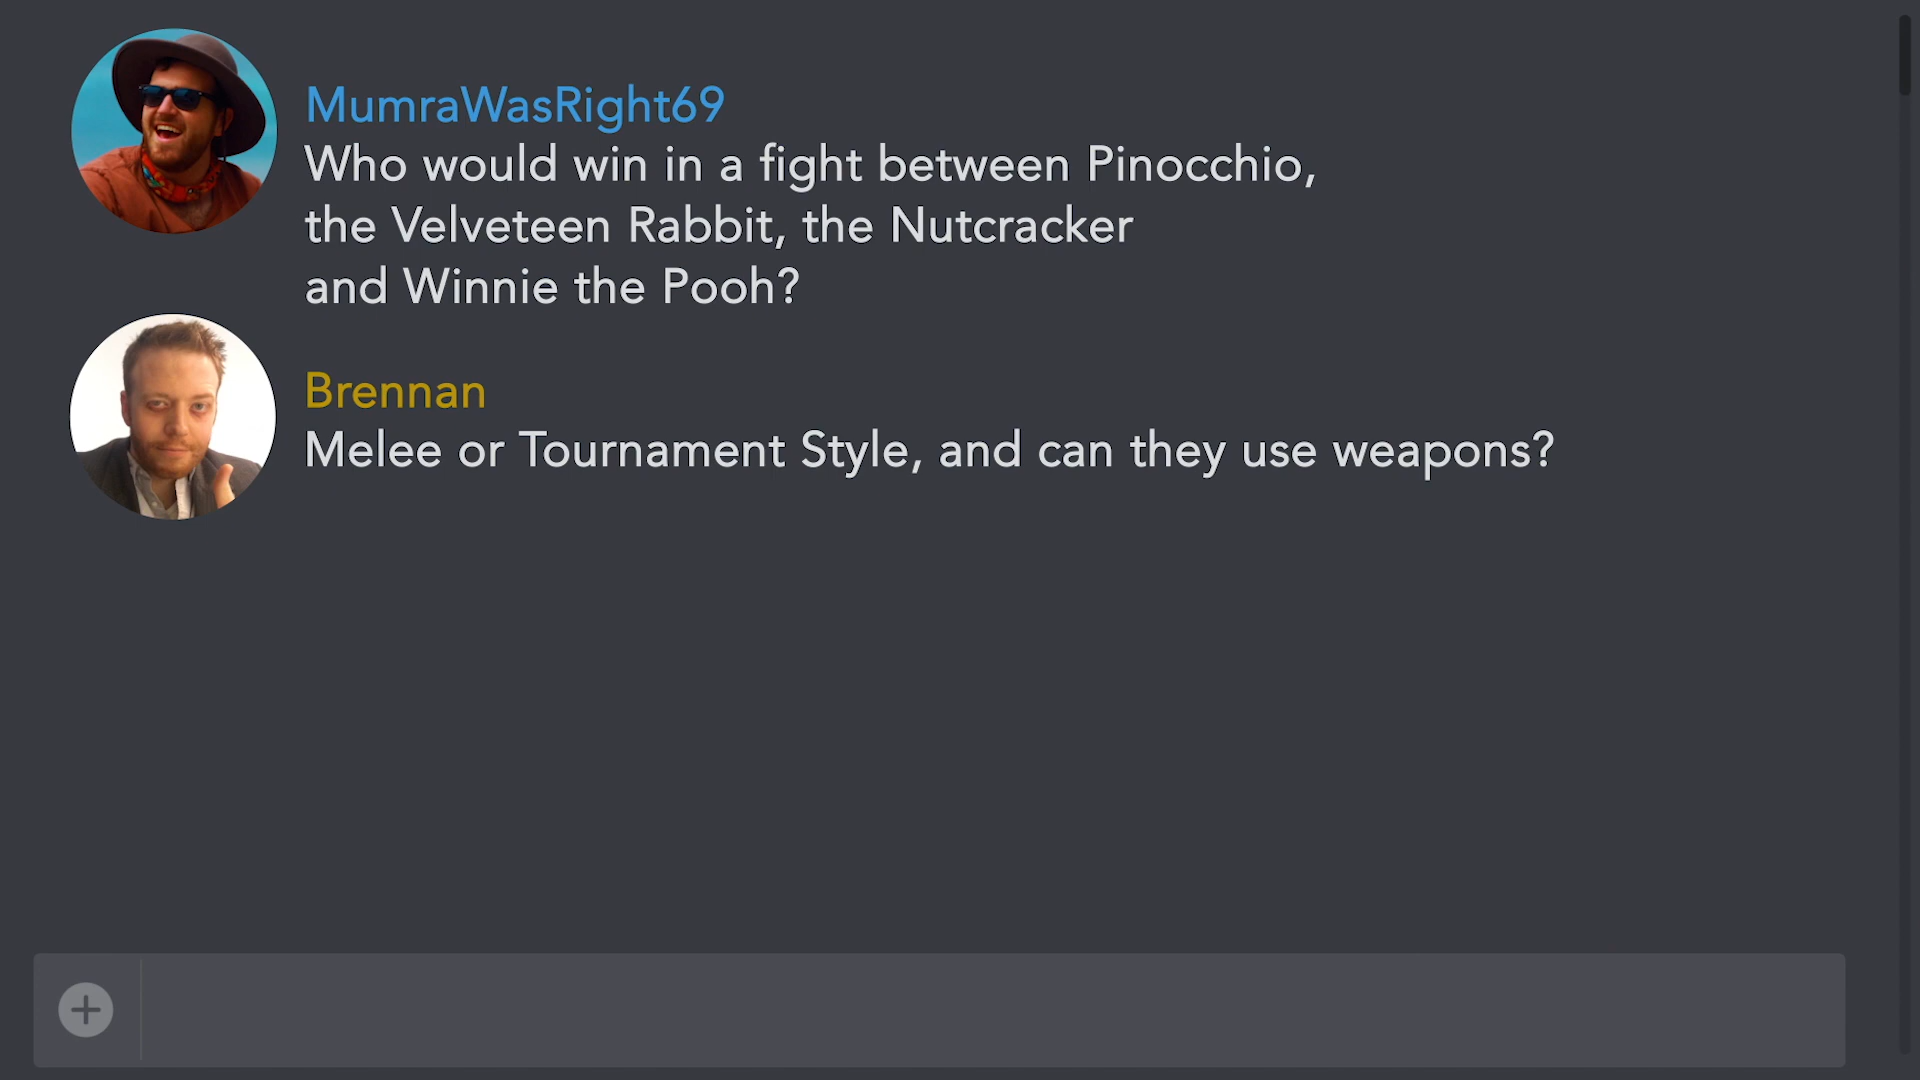 MumraWasRight69
Who would win in a fight between Pinocchio,
the Velveteen Rabbit, the Nutcracker
and Winnie the Pooh?
Brennan
Melee or Tournament Style, and can they use weapons?